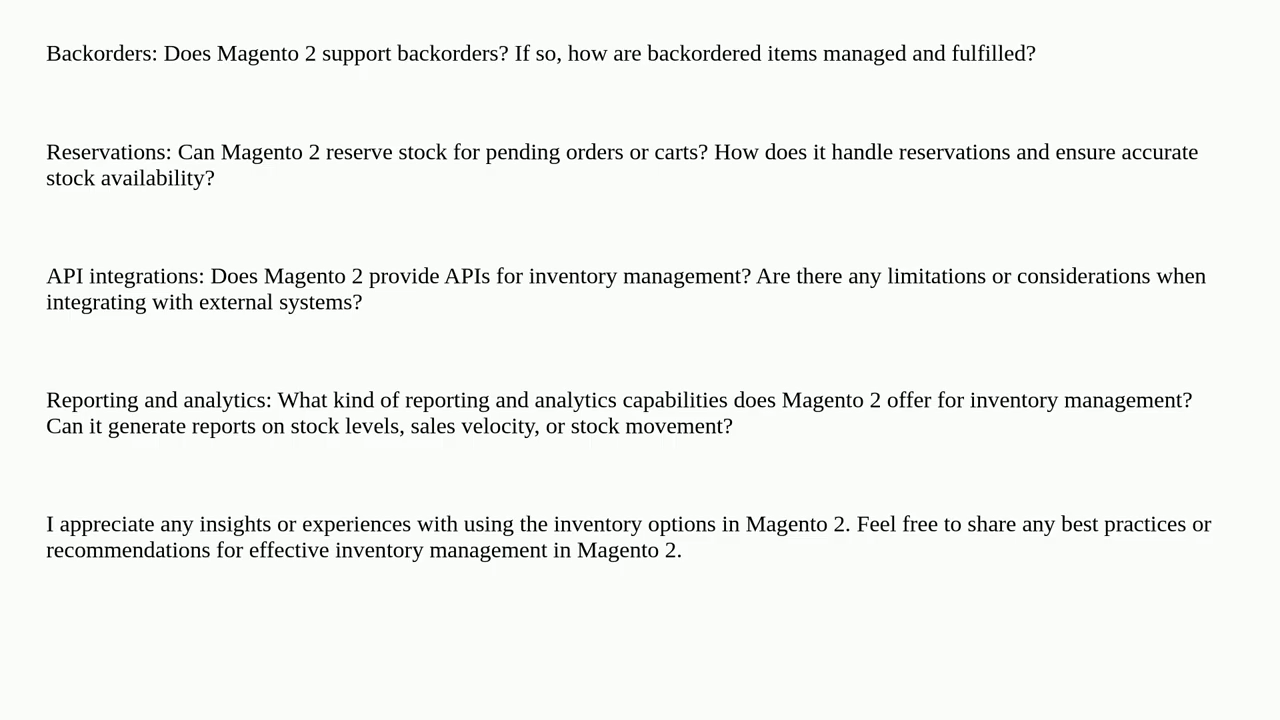 Backorders: Does Magento 2 support backorders? If so, how are backordered items managed and fulfilled?
Reservations: Can Magento 2 reserve stock for pending orders or carts? How does it handle reservations and ensure accurate
stock availability?
API integrations: Does Magento 2 provide APIs for inventory management? Are there any limitations or considerations when
integrating with external systems?
Reporting and analytics: What kind of reporting and analytics capabilities does Magento 2 offer for inventory management?
Can it generate reports on stock levels, sales velocity, or stock movement?
I appreciate any insights or experiences with using the inventory options in Magento 2. Feel free to share any best practices or
recommendations for effective inventory management in Magento 2.